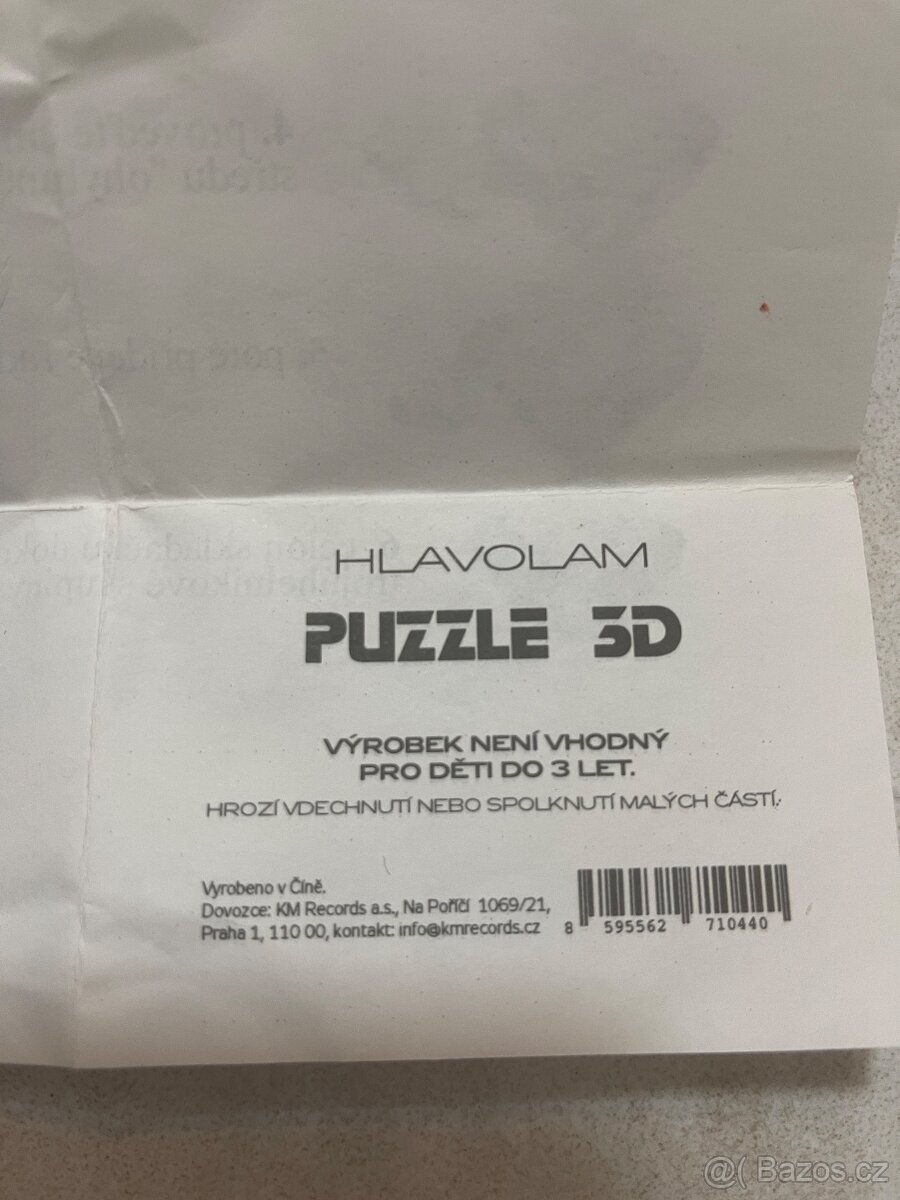 HLAVOLAM
PUZZLE 3D
VÝROBEK NENÍ VHODNÝ
PRO DĚTI DO 3 LET.
HROZÍ VDECHNUTÍ NEBO SPOLKNUTÍ MALÝCH ČÁSTÍ.
Vyrobeno v Číně.
Dovozce: KM Records a.s., Na Poříčí 1069/21,
Praha 1, 110 00, kontakt: info@kmrecords.cz
8 595562 710440
@( Bazos.cz